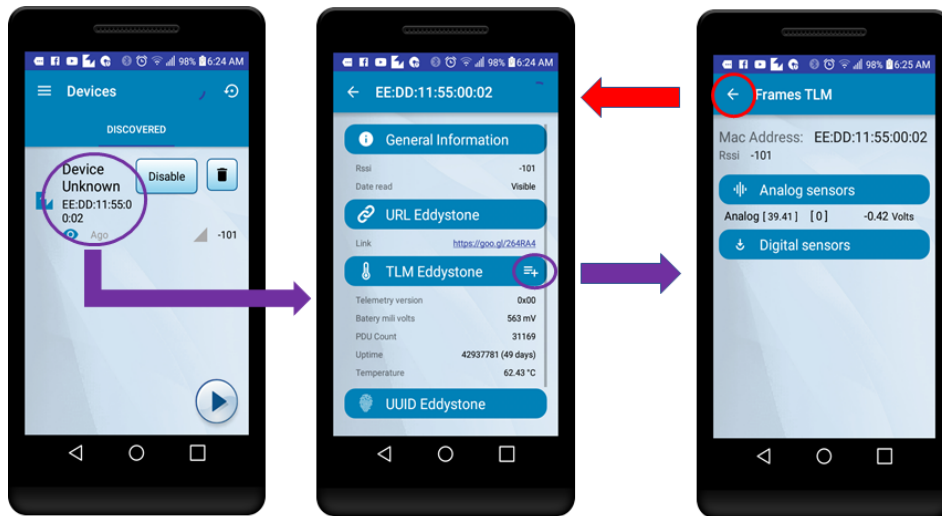 98% 6:24 AM
Devices
DISCOVERED
Device
Unknown
EE:DD:11:55:0
0:02
Disable
Ago
-101
98% 6:24 AM
EE:DD:11:55:00:02
General Information
Rssi -101
Date read Visible
URL Eddystone
Link https://goo.gl/264RA4
TLM Eddystone
Telemetry version 0x00
Batery mili volts 563 mV
PDU Count 31169
Uptime 42937781 (49 days)
Temperature 62.43 °C
UUID Eddystone
98% 6:25 AM
Frames TLM
Mac Address: EE:DD:11:55:00:02
Rssi -101
Analog sensors
Analog [ 39.41 ] [ 0 ] -0.42 Volts
Digital sensors